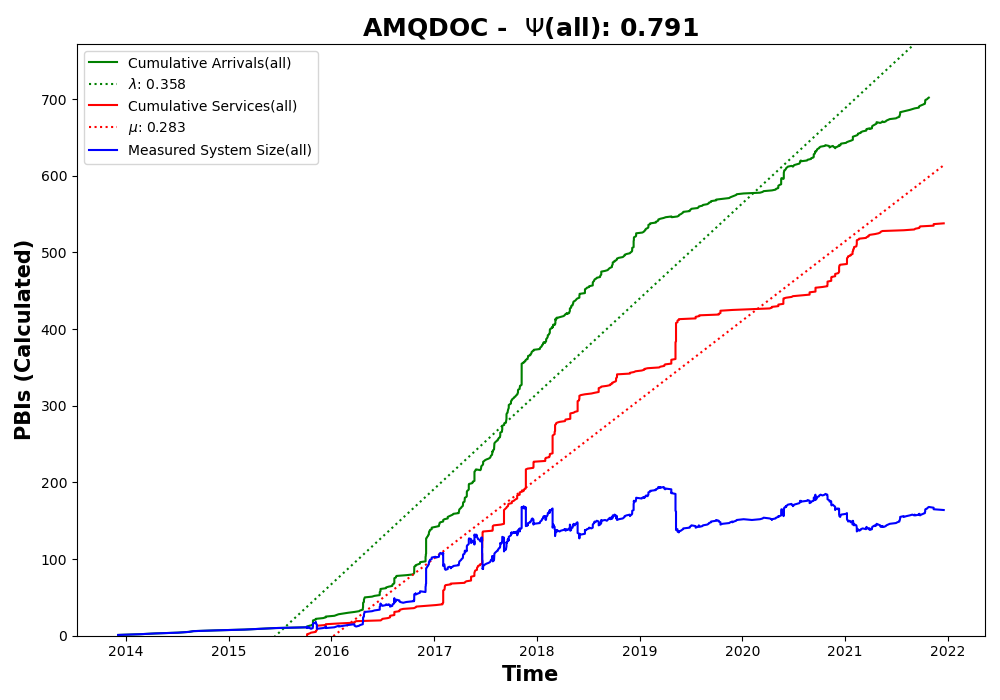 AMQDOC -  Ψ(all): 0.791
Cumulative Arrivals(all)
λ: 0.358
Cumulative Services(all)
μ: 0.283
Measured System Size(all)
PBIs (Calculated)
700
600
500
400
300
200
100
0
2014 2015 2016 2017 2018 2019 2020 2021 2022
Time